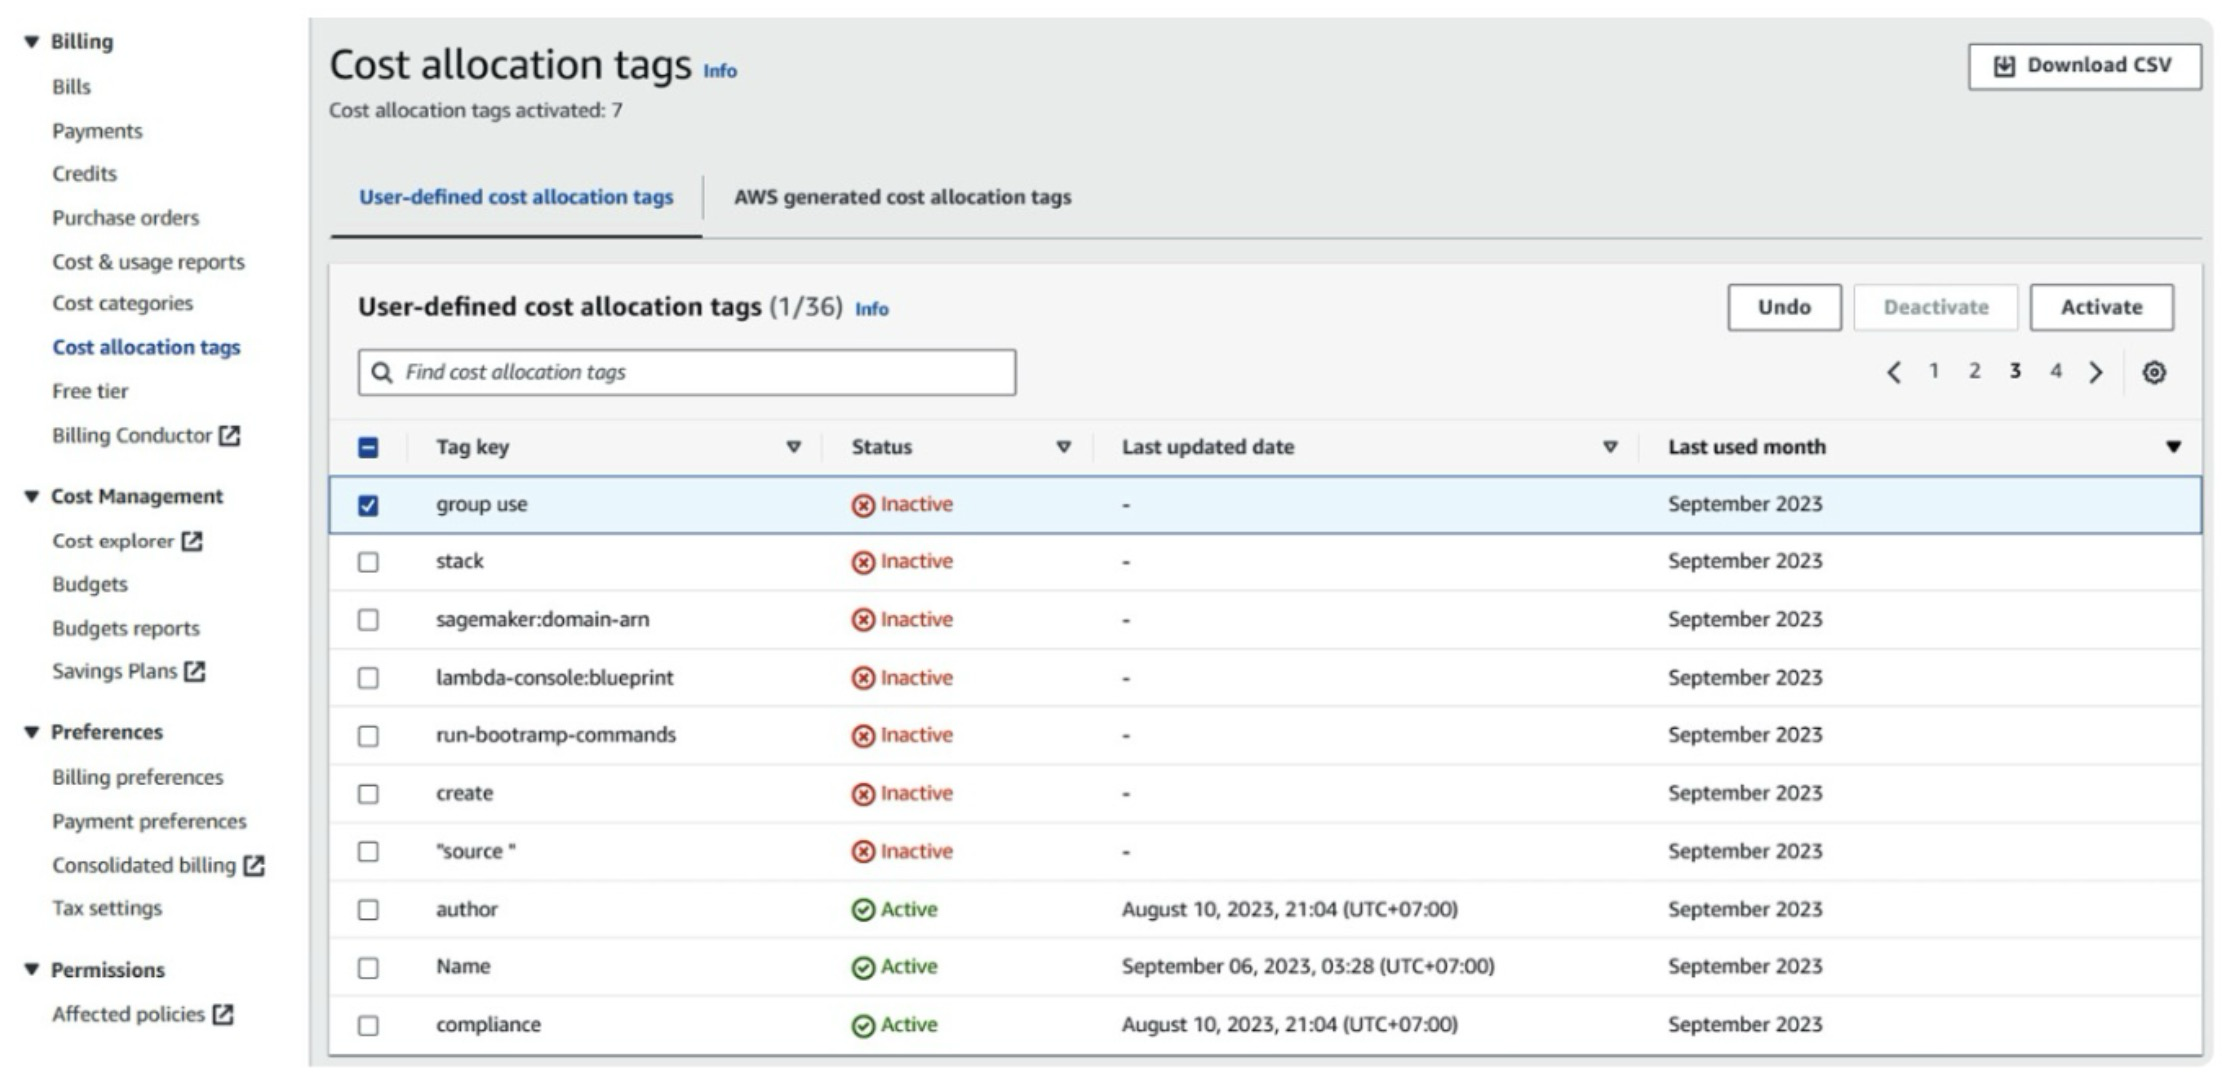 Billing
Bills
Payments
Credits
Purchase orders
Cost & usage reports
Cost categories
Cost allocation tags
Free tier
Billing Conductor
Cost Management
Cost explorer
Budgets
Budgets reports
Savings Plans
Preferences
Billing preferences
Payment preferences
Consolidated billing
Tax settings
Permissions
Affected policies
Cost allocation tags Info
Download CSV
Cost allocation tags activated: 7
User-defined cost allocation tags AWS generated cost allocation tags
User-defined cost allocation tags (1/36) Info
Undo Deactivate Activate
Find cost allocation tags
1 2 3 4
Tag key Status Last updated date Last used month
group use Inactive - September 2023
stack Inactive - September 2023
sagemaker:domain-arn Inactive - September 2023
lambda-console:blueprint Inactive - September 2023
run-bootramp-commands Inactive - September 2023
create Inactive - September 2023
"source " Inactive - September 2023
author Active August 10, 2023, 21:04 (UTC+07:00) September 2023
Name Active September 06, 2023, 03:28 (UTC+07:00) September 2023
compliance Active August 10, 2023, 21:04 (UTC+07:00) September 2023